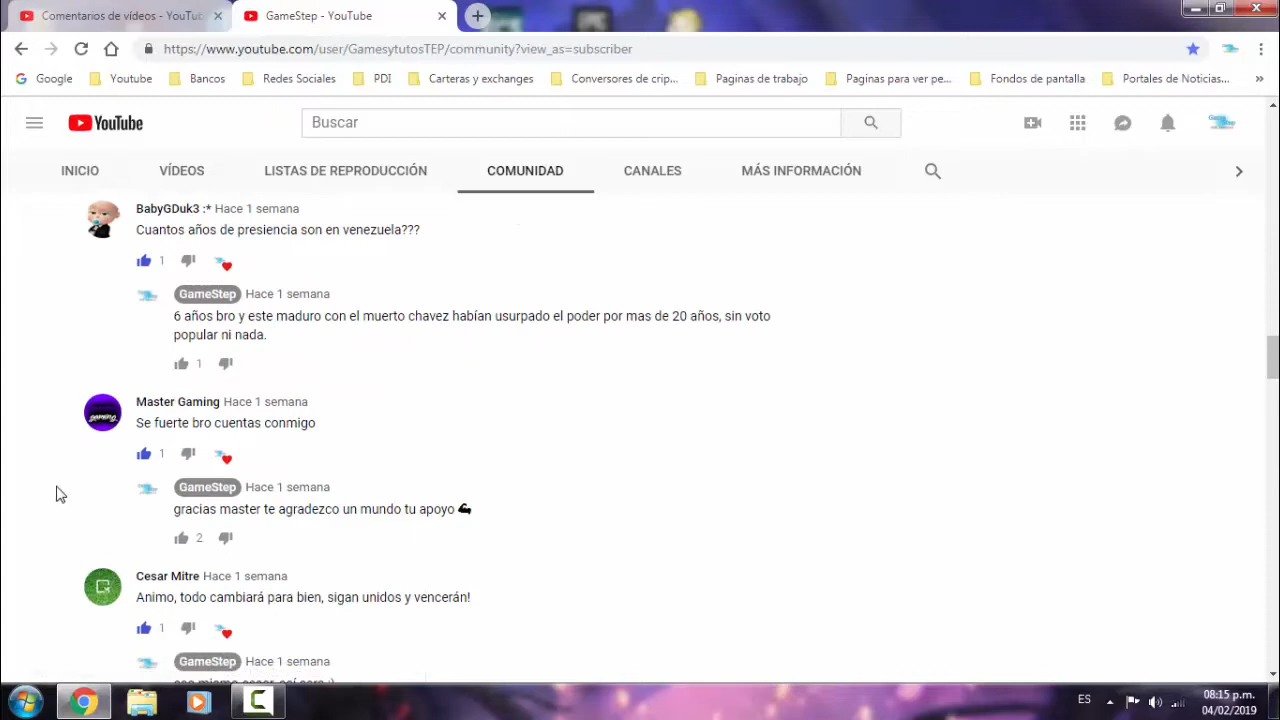 Comentarios de vídeos - YouTub
GameStep - YouTube
https://www.youtube.com/user/GamesytutosTEP/community?view_as=subscriber
Google
Youtube
Bancos
Redes Sociales
PDI
Carteras y exchanges
Conversores de crip...
Paginas de trabajo
Paginas para ver pe...
Fondos de pantalla
Portales de Noticias...
YouTube
Buscar
INICIO
VÍDEOS
LISTAS DE REPRODUCCIÓN
COMUNIDAD
CANALES
MÁS INFORMACIÓN
BabyGDuk3 :* Hace 1 semana
Cuantos años de presiencia son en venezuela???
1
GameStep Hace 1 semana
6 años bro y este maduro con el muerto chavez habían usurpado el poder por mas de 20 años, sin voto
popular ni nada.
1
Master Gaming Hace 1 semana
Se fuerte bro cuentas conmigo
1
GameStep Hace 1 semana
gracias master te agradezco un mundo tu apoyo 💪
2
Cesar Mitre Hace 1 semana
Animo, todo cambiará para bien, sigan unidos y vencerán!
1
GameStep Hace 1 semana
ES
08:15 p.m.
04/02/2019